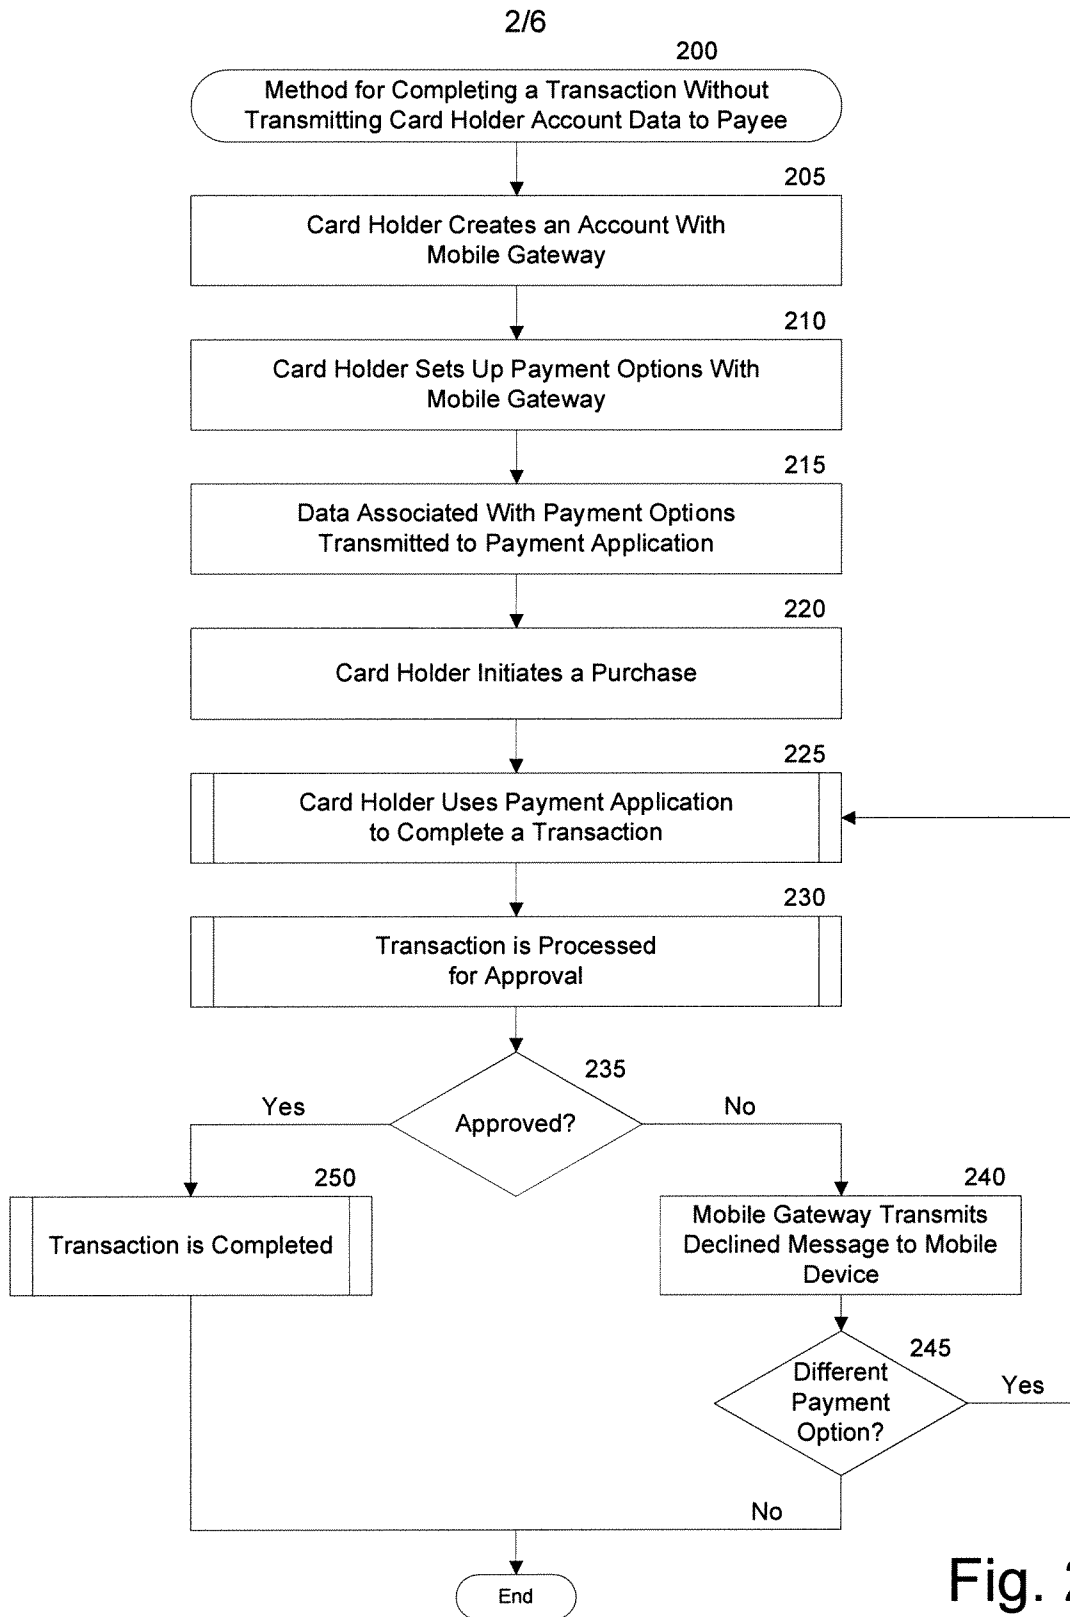 2/6
200
Method for Completing a Transaction Without
Transmitting Card Holder Account Data to Payee
205
Card Holder Creates an Account With
Mobile Gateway
210
Card Holder Sets Up Payment Options With
Mobile Gateway
215
Data Associated With Payment Options
Transmitted to Payment Application
220
Card Holder Initiates a Purchase
225
Card Holder Uses Payment Application
to Complete a Transaction
230
Transaction is Processed
for Approval
235
Approved?
Yes
No
250
Transaction is Completed
240
Mobile Gateway Transmits
Declined Message to Mobile
Device
245
Different
Payment
Option?
Yes
No
End
Fig. 2